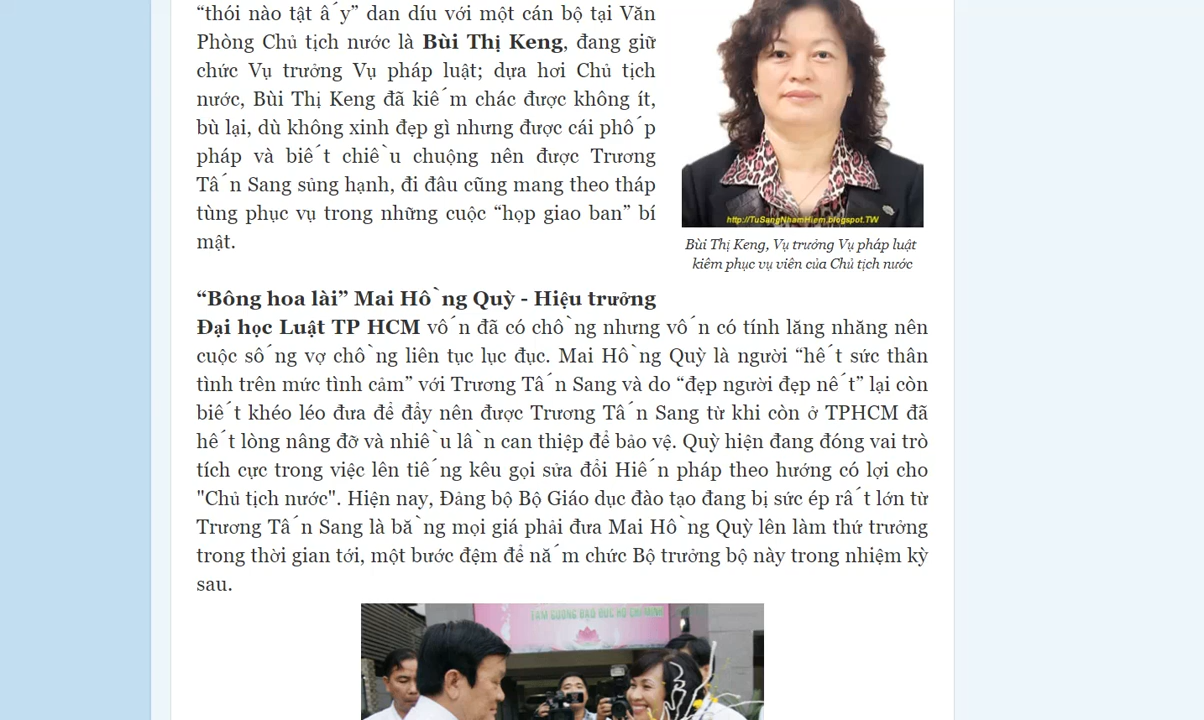 “thói nào tật ấy” dan díu với một cán bộ tại Văn
Phòng Chủ tịch nước là Bùi Thị Keng, đang giữ
chức Vụ trưởng Vụ pháp luật; dựa hơi Chủ tịch
nước, Bùi Thị Keng đã kiếm chác được không ít,
bù lại, dù không xinh đẹp gì nhưng được cái phốp
pháp và biết chiều chuộng nên được Trương
Tấn Sang sủng hạnh, đi đâu cũng mang theo tháp
tùng phục vụ trong những cuộc “họp giao ban” bí
mật.
http://TuSangNhamHiem.blogspot.TW
Bùi Thị Keng, Vụ trưởng Vụ pháp luật
kiêm phục vụ viên của Chủ tịch nước
“Bông hoa lài” Mai Hồng Quỳ - Hiệu trưởng
Đại học Luật TP HCM vốn đã có chồng nhưng vốn có tính lăng nhăng nên
cuộc sống vợ chồng liên tục lục đục. Mai Hồng Quỳ là người “hết sức thân
tình trên mức tình cảm” với Trương Tấn Sang và do “đẹp người đẹp nết” lại còn
biết khéo léo đưa để đẩy nên được Trương Tấn Sang từ khi còn ở TPHCM đã
hết lòng nâng đỡ và nhiều lần can thiệp để bảo vệ. Quỳ hiện đang đóng vai trò
tích cực trong việc lên tiếng kêu gọi sửa đổi Hiến pháp theo hướng có lợi cho
"Chủ tịch nước". Hiện nay, Đảng bộ Bộ Giáo dục đào tạo đang bị sức ép rất lớn từ
Trương Tấn Sang là bằng mọi giá phải đưa Mai Hồng Quỳ lên làm thứ trưởng
trong thời gian tới, một bước đệm để nắm chức Bộ trưởng bộ này trong nhiệm kỳ
sau.
TẤM GƯƠNG ĐẠO ĐỨC HỒ CHÍ MINH